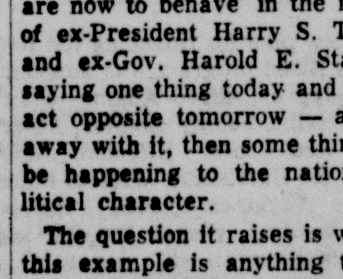 are now to behave in the
of ex-President Harry S. T
and ex-Gov. Harold E. Sta
saying one thing today and
act opposite tomorrow — a
away with it, then some thin
be happening to the natio
litical character.
The question it raises is w
this example is anything t